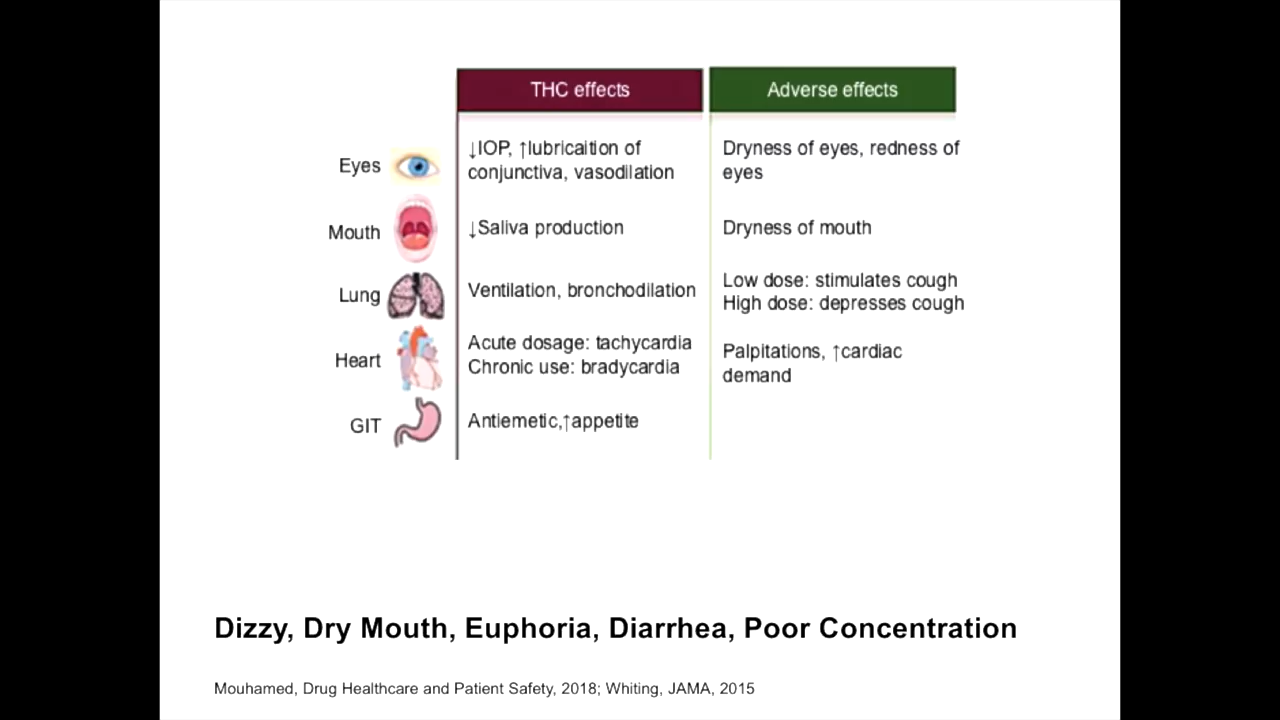 THC effects Adverse effects
Eyes ↓IOP, ↑lubricaition of Dryness of eyes, redness of
conjunctiva, vasodilation eyes
Mouth ↓Saliva production Dryness of mouth
Lung Ventilation, bronchodilation Low dose: stimulates cough
High dose: depresses cough
Heart Acute dosage: tachycardia Palpitations, ↑cardiac
Chronic use: bradycardia demand
GIT Antiemetic,↑appetite
Dizzy, Dry Mouth, Euphoria, Diarrhea, Poor Concentration
Mouhamed, Drug Healthcare and Patient Safety, 2018; Whiting, JAMA, 2015